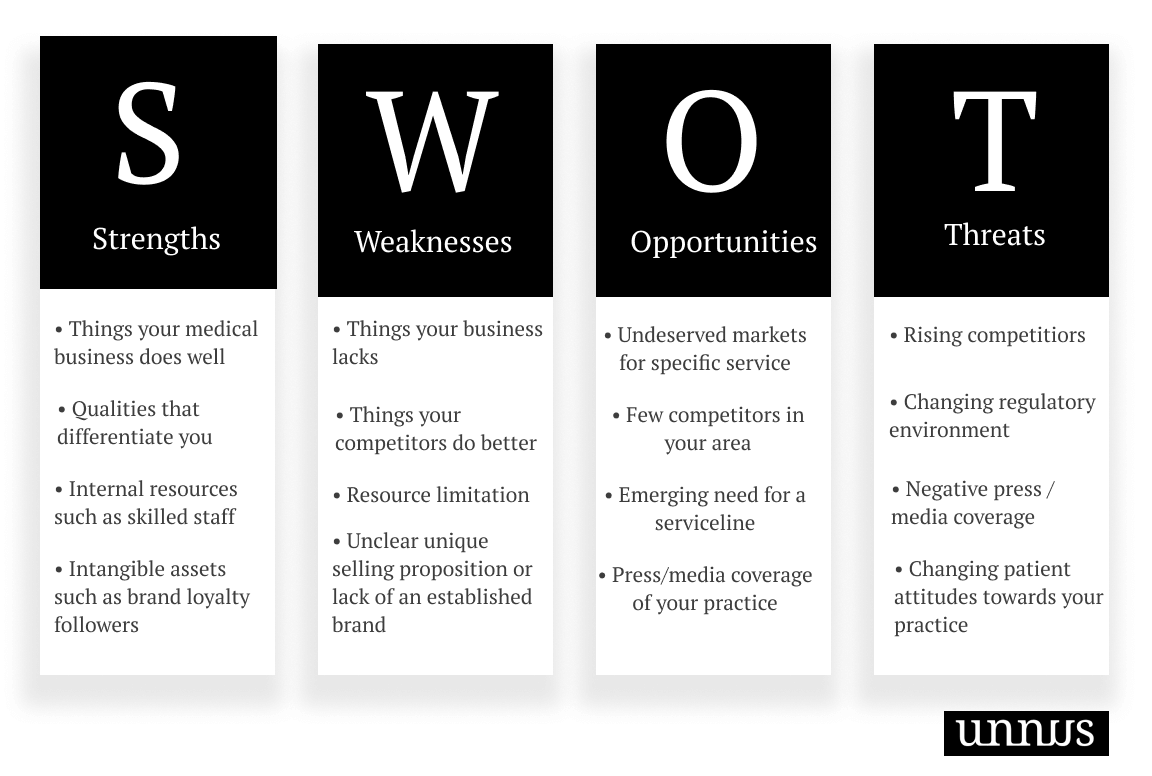 S
Strengths
• Things your medical
business does well
• Qualities that
differentiate you
• Internal resources
such as skilled staff
• Intangible assets
such as brand loyalty
followers
W
Weaknesses
• Things your business
lacks
• Things your
competitors do better
• Resource limitation
• Unclear unique
selling proposition or
lack of an established
brand
O
Opportunities
• Undeserved markets
for specific service
• Few competitors in
your area
• Emerging need for a
serviceline
• Press/media coverage
of your practice
T
Threats
• Rising competitiors
• Changing regulatory
environment
• Negative press /
media coverage
• Changing patient
attitudes towards your
practice